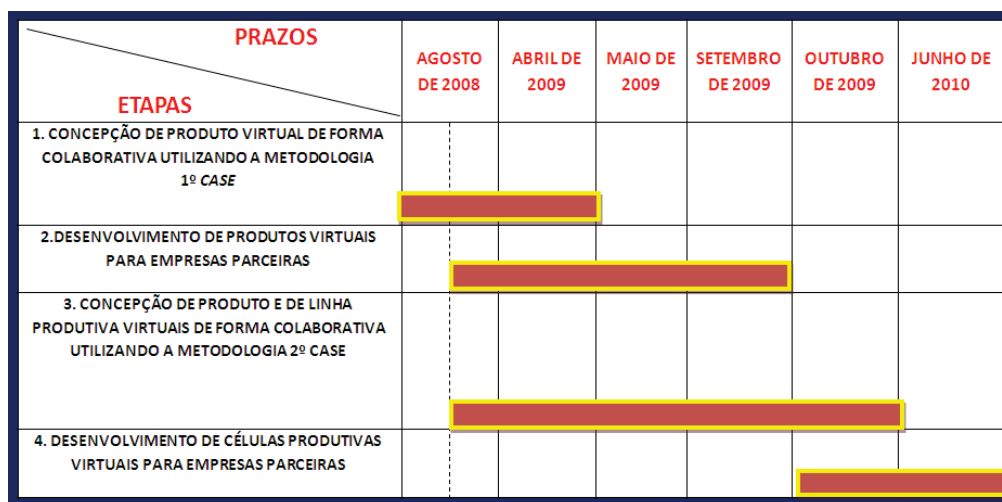 PRAZOS
ETAPAS
AGOSTO
DE 2008
ABRIL DE
2009
MAIO DE
2009
SETEMBRO
DE 2009
OUTUBRO
DE 2009
JUNHO DE
2010
1. CONCEPÇÃO DE PRODUTO VIRTUAL DE FORMA
COLABORATIVA UTILIZANDO A METODOLOGIA
1º CASE
2.DESENVOLVIMENTO DE PRODUTOS VIRTUAIS
PARA EMPRESAS PARCEIRAS
3. CONCEPÇÃO DE PRODUTO E DE LINHA
PRODUTIVA VIRTUAIS DE FORMA COLABORATIVA
UTILIZANDO A METODOLOGIA 2º CASE
4. DESENVOLVIMENTO DE CÉLULAS PRODUTIVAS
VIRTUAIS PARA EMPRESAS PARCEIRAS